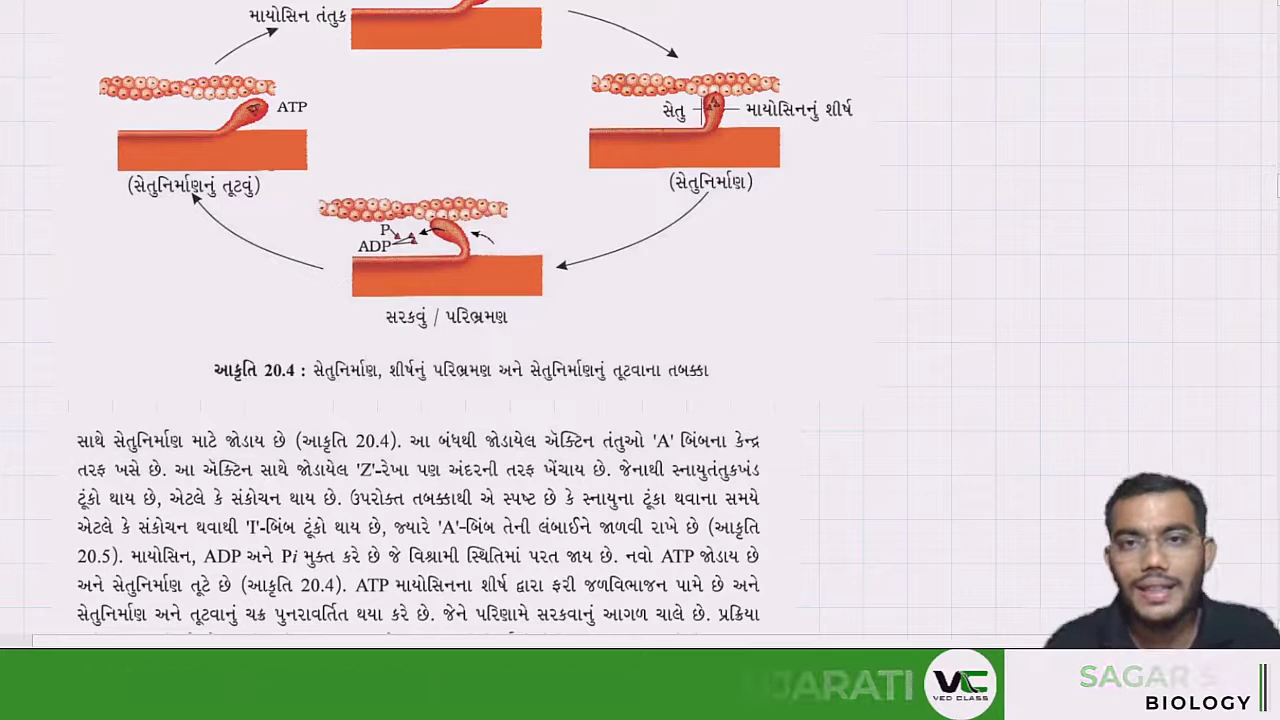 માયોસિન તંતુક
ATP
સેતુ
માયોસિનનું શીર્ષ
(સેતુનિર્માણનું તૂટવું)
(સેતુનિર્માણ)
P
ADP
સરકવું / પરિભ્રમણ
આકૃતિ 20.4 : સેતુનિર્માણ, શીર્ષનું પરિભ્રમણ અને સેતુનિર્માણનું તૂટવાના તબક્કા
સાથે સેતુનિર્માણ માટે જોડાય છે (આકૃતિ 20.4). આ બંધથી જોડાયેલ ઍક્ટિન તંતુઓ 'A' બિંબના કેન્દ્ર
તરફ ખસે છે. આ ઍક્ટિન સાથે જોડાયેલ 'Z'-રેખા પણ અંદરની તરફ ખેંચાય છે. જેનાથી સ્નાયુતંતુકખંડ
ટૂંકો થાય છે, એટલે કે સંકોચન થાય છે. ઉપરોક્ત તબક્કાથી એ સ્પષ્ટ છે કે સ્નાયુના ટૂંકા થવાના સમયે
એટલે કે સંકોચન થવાથી 'I'-બિંબ ટૂંકો થાય છે, જ્યારે 'A'-બિંબ તેની લંબાઈને જાળવી રાખે છે (આકૃતિ
20.5). માયોસિન, ADP અને Pi મુક્ત કરે છે જે વિશ્રામી સ્થિતિમાં પરત જાય છે. નવો ATP જોડાય છે
અને સેતુનિર્માણ તૂટે છે (આકૃતિ 20.4). ATP માયોસિનના શીર્ષ દ્વારા ફરી જળવિભાજન પામે છે અને
સેતુનિર્માણ અને તૂટવાનું ચક્ર પુનરાવર્તિત થયા કરે છે. જેને પરિણામે સરકવાનું આગળ ચાલે છે. પ્રક્રિયા
UJARATI
VC
VED CLASS
SAGAR S
BIOLOGY